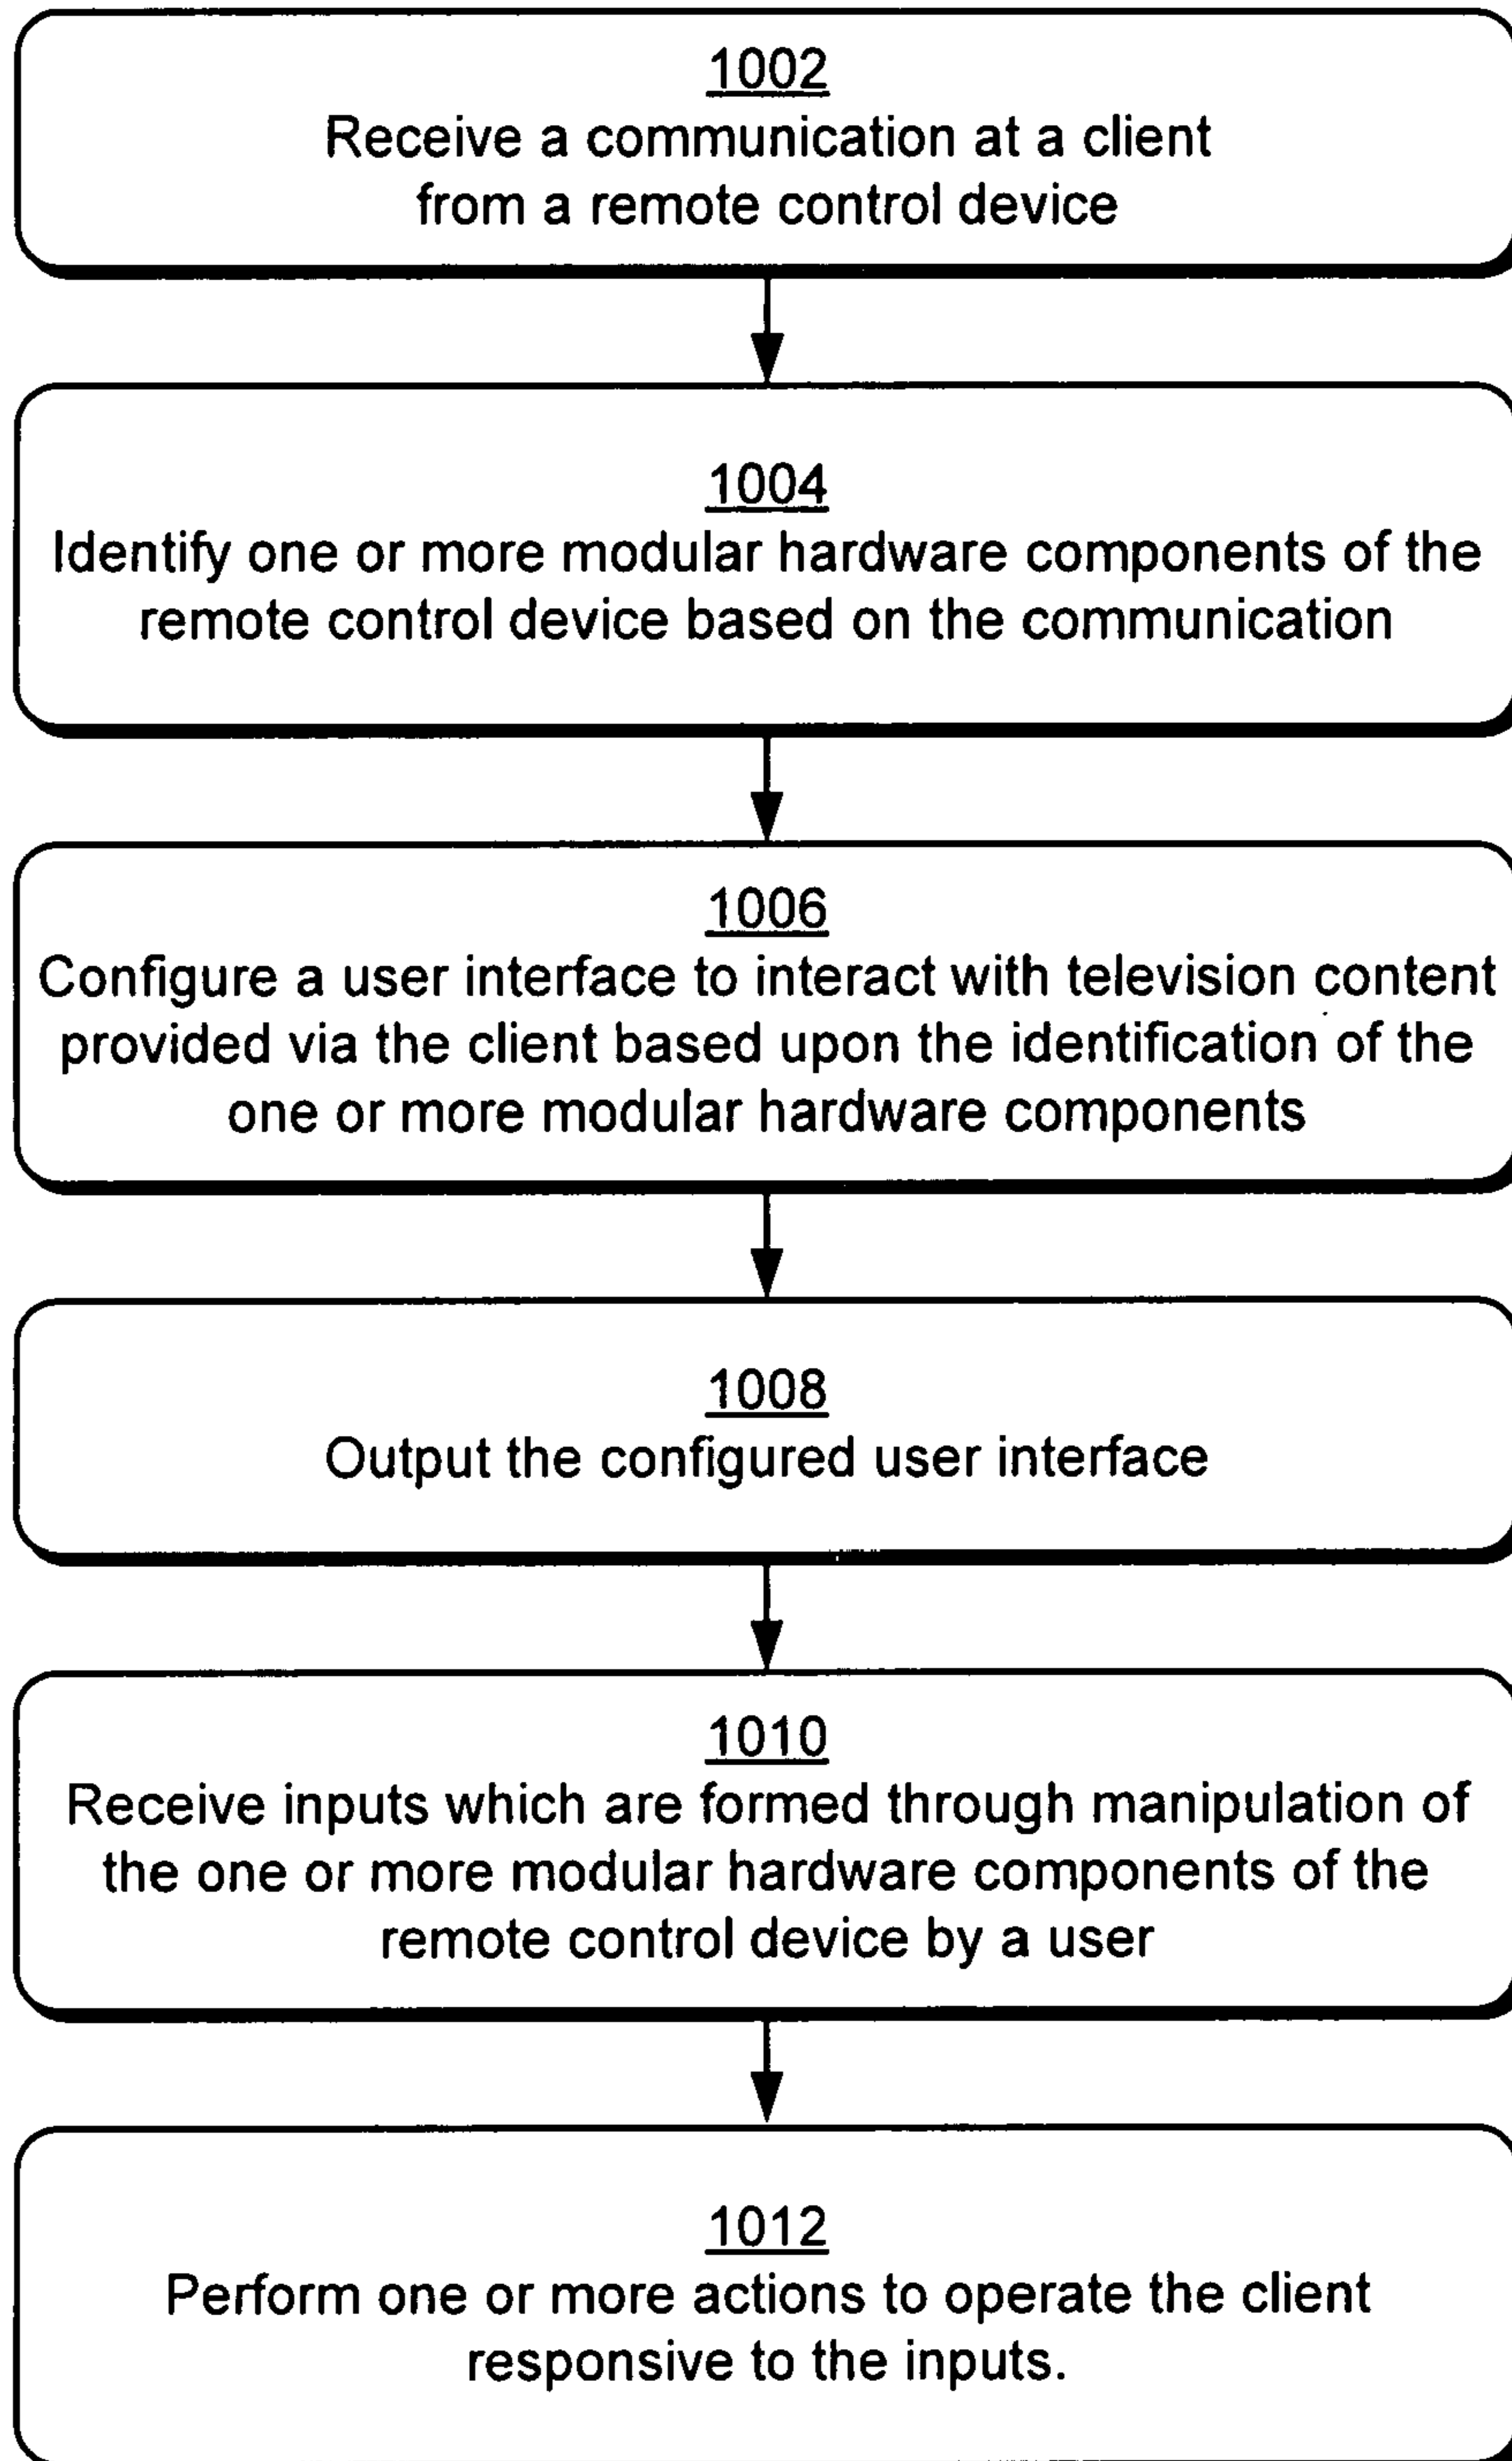 1002
Receive a communication at a client
from a remote control device
1004
Identify one or more modular hardware components of the
remote control device based on the communication
1006
Configure a user interface to interact with television content
provided via the client based upon the identification of the
one or more modular hardware components
1008
Output the configured user interface
1010
Receive inputs which are formed through manipulation of
the one or more modular hardware components of the
remote control device by a user
1012
Perform one or more actions to operate the client
responsive to the inputs.